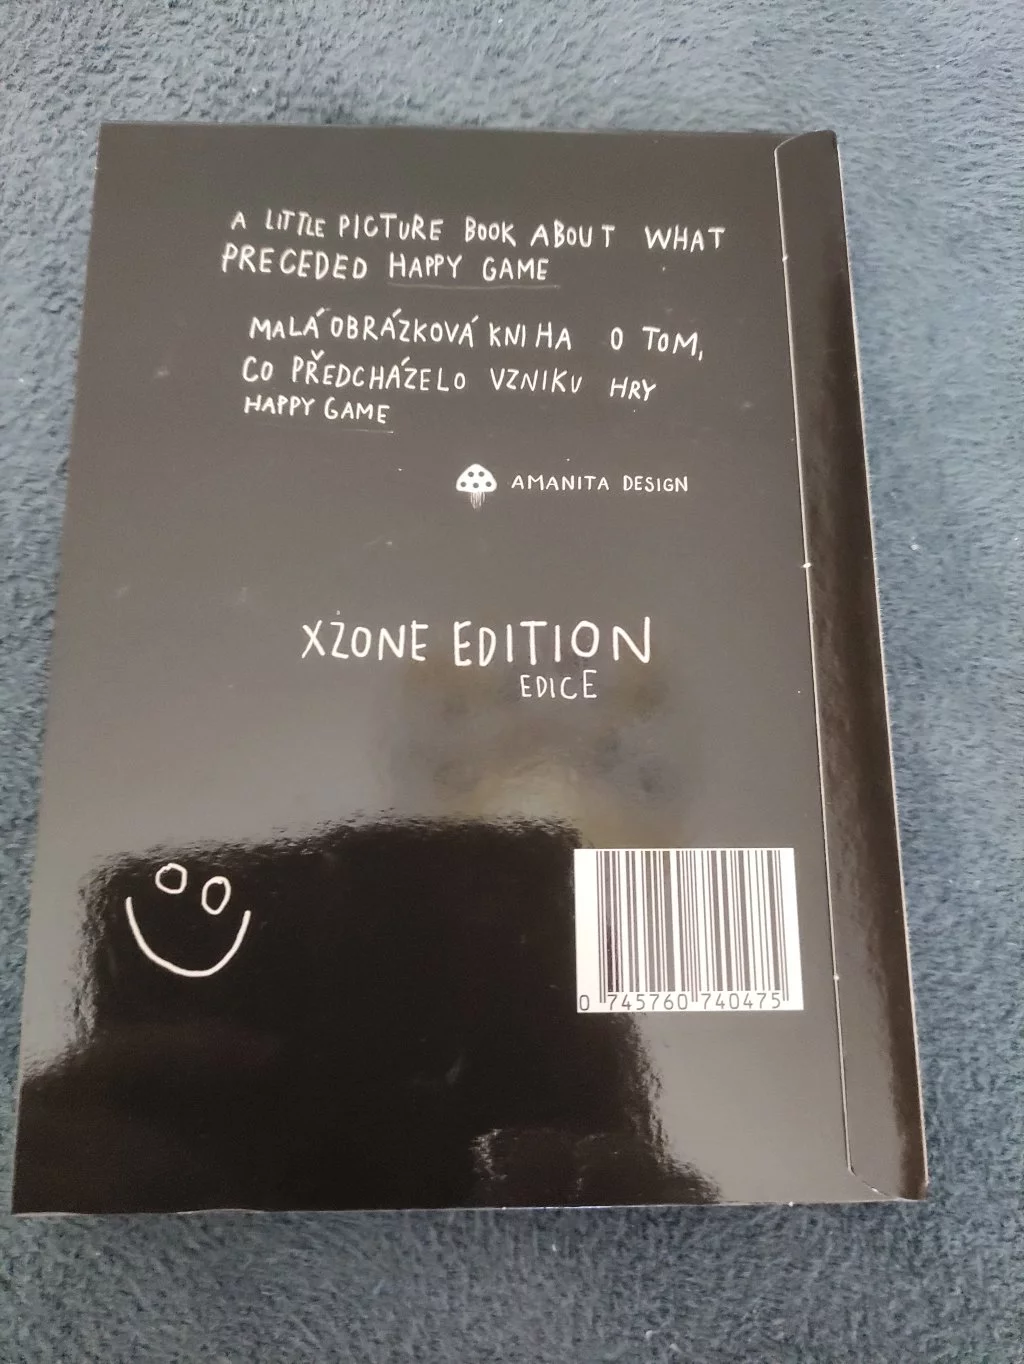 A LITTLE PICTURE BOOK ABOUT WHAT
PRECEDED HAPPY GAME
MALÁ OBRÁZKOVÁ KNIHA O TOM,
CO PŘEDCHÁZELO VZNIKU HRY
HAPPY GAME
AMANITA DESIGN
XZONE EDITION
EDICE
0 745760 740475